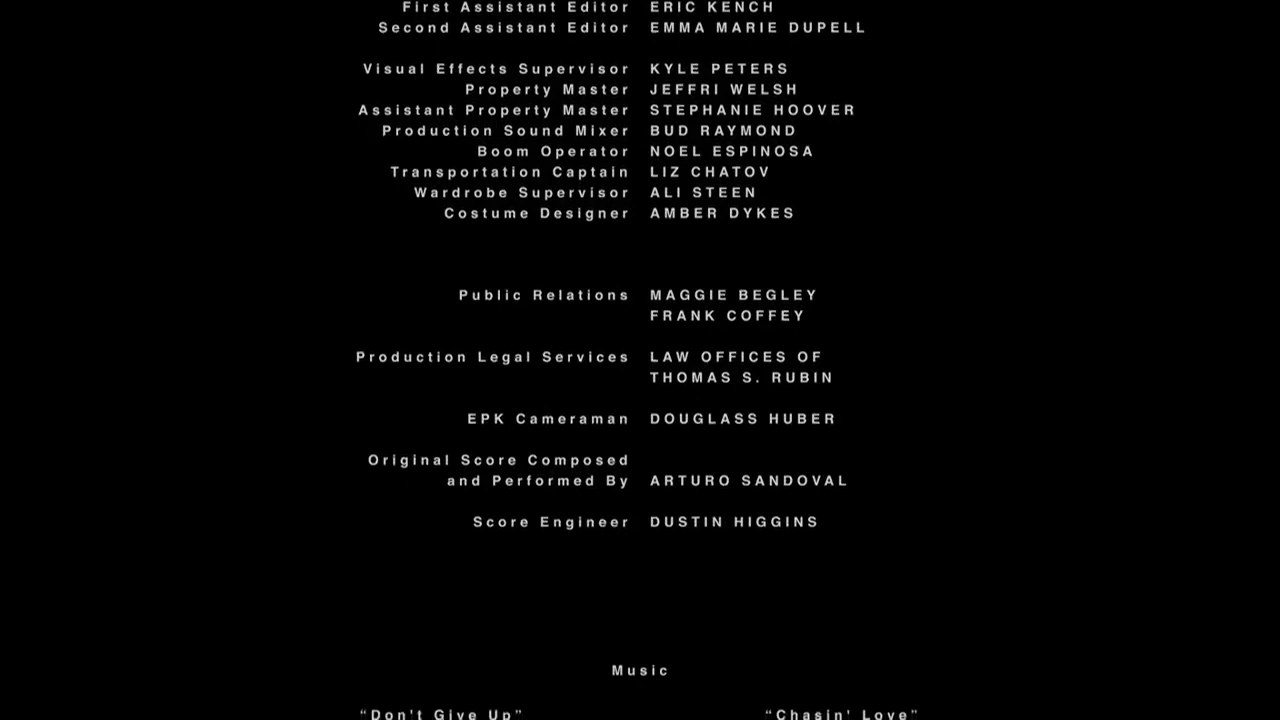 First Assistant Editor ERIC KENCH
Second Assistant Editor EMMA MARIE DUPELL
Visual Effects Supervisor KYLE PETERS
Property Master JEFFRI WELSH
Assistant Property Master STEPHANIE HOOVER
Production Sound Mixer BUD RAYMOND
Boom Operator NOEL ESPINOSA
Transportation Captain LIZ CHATOV
Wardrobe Supervisor ALI STEEN
Costume Designer AMBER DYKES
Public Relations MAGGIE BEGLEY
FRANK COFFEY
Production Legal Services LAW OFFICES OF
THOMAS S. RUBIN
EPK Cameraman DOUGLASS HUBER
Original Score Composed
and Performed By ARTURO SANDOVAL
Score Engineer DUSTIN HIGGINS
Music
“Don't Give Up” “Chasin' Love”